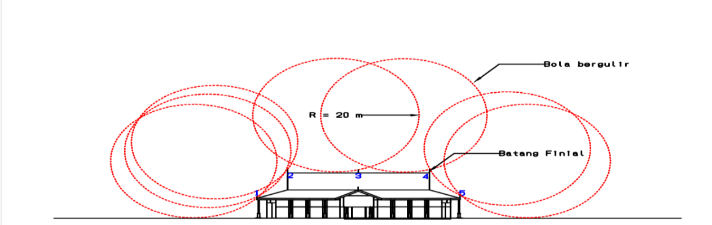 Bola bergulir
R = 20 m
Batang Finial
2 3 4
1 5